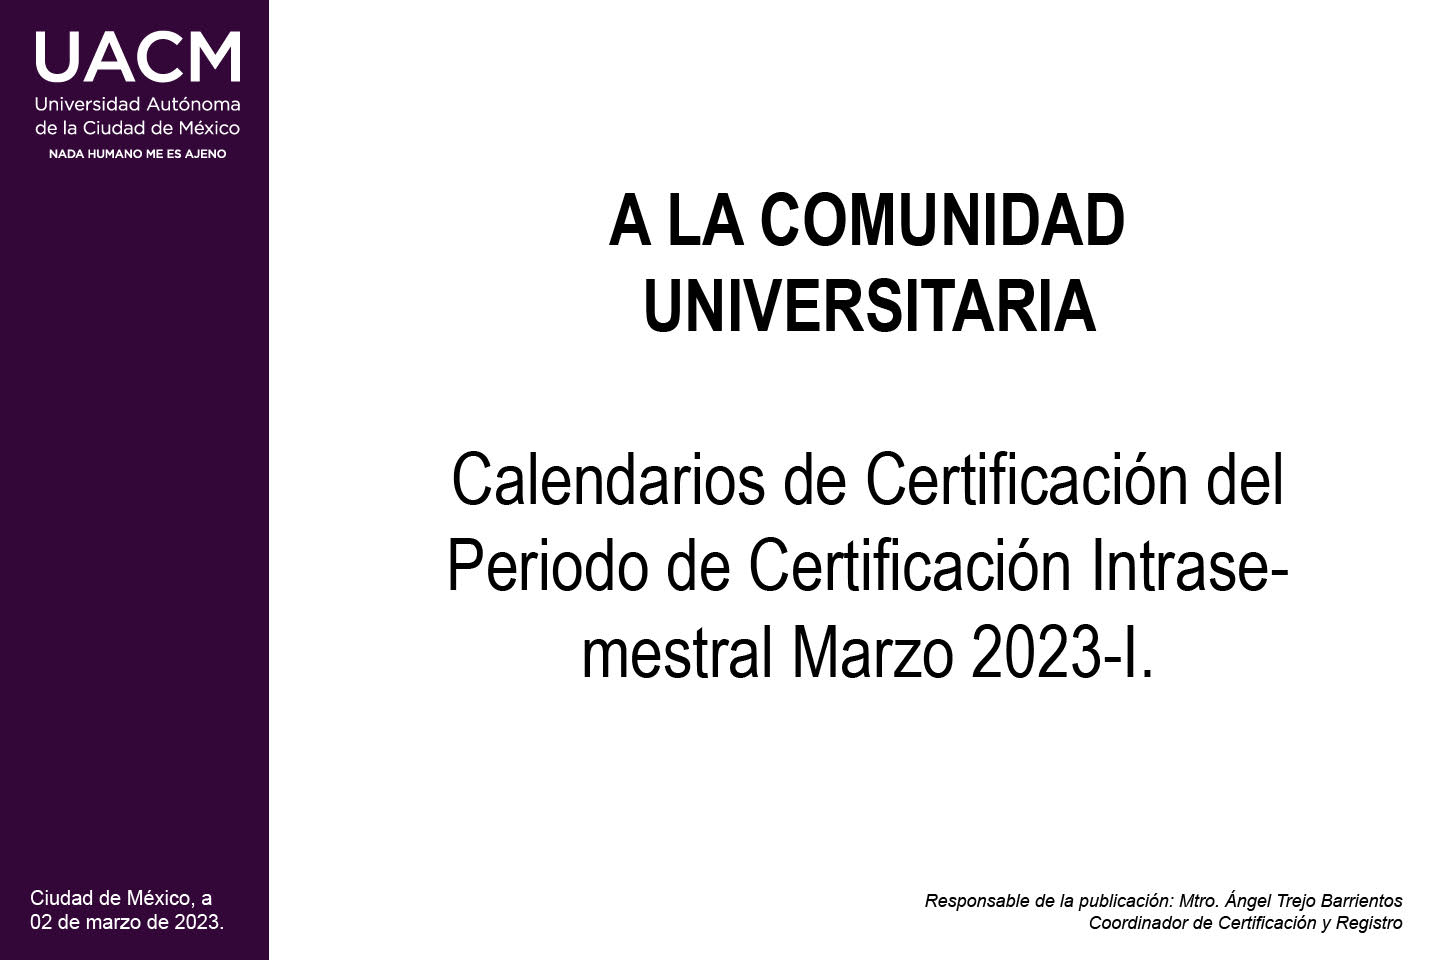 UACM
Universidad Autónoma
de la Ciudad de México
NADA HUMANO ME ES AJENO
A LA COMUNIDAD
UNIVERSITARIA
Calendarios de Certificación del
Periodo de Certificación Intrase-
mestral Marzo 2023-I.
Ciudad de México, a
02 de marzo de 2023.
Responsable de la publicación: Mtro. Ángel Trejo Barrientos
Coordinador de Certificación y Registro